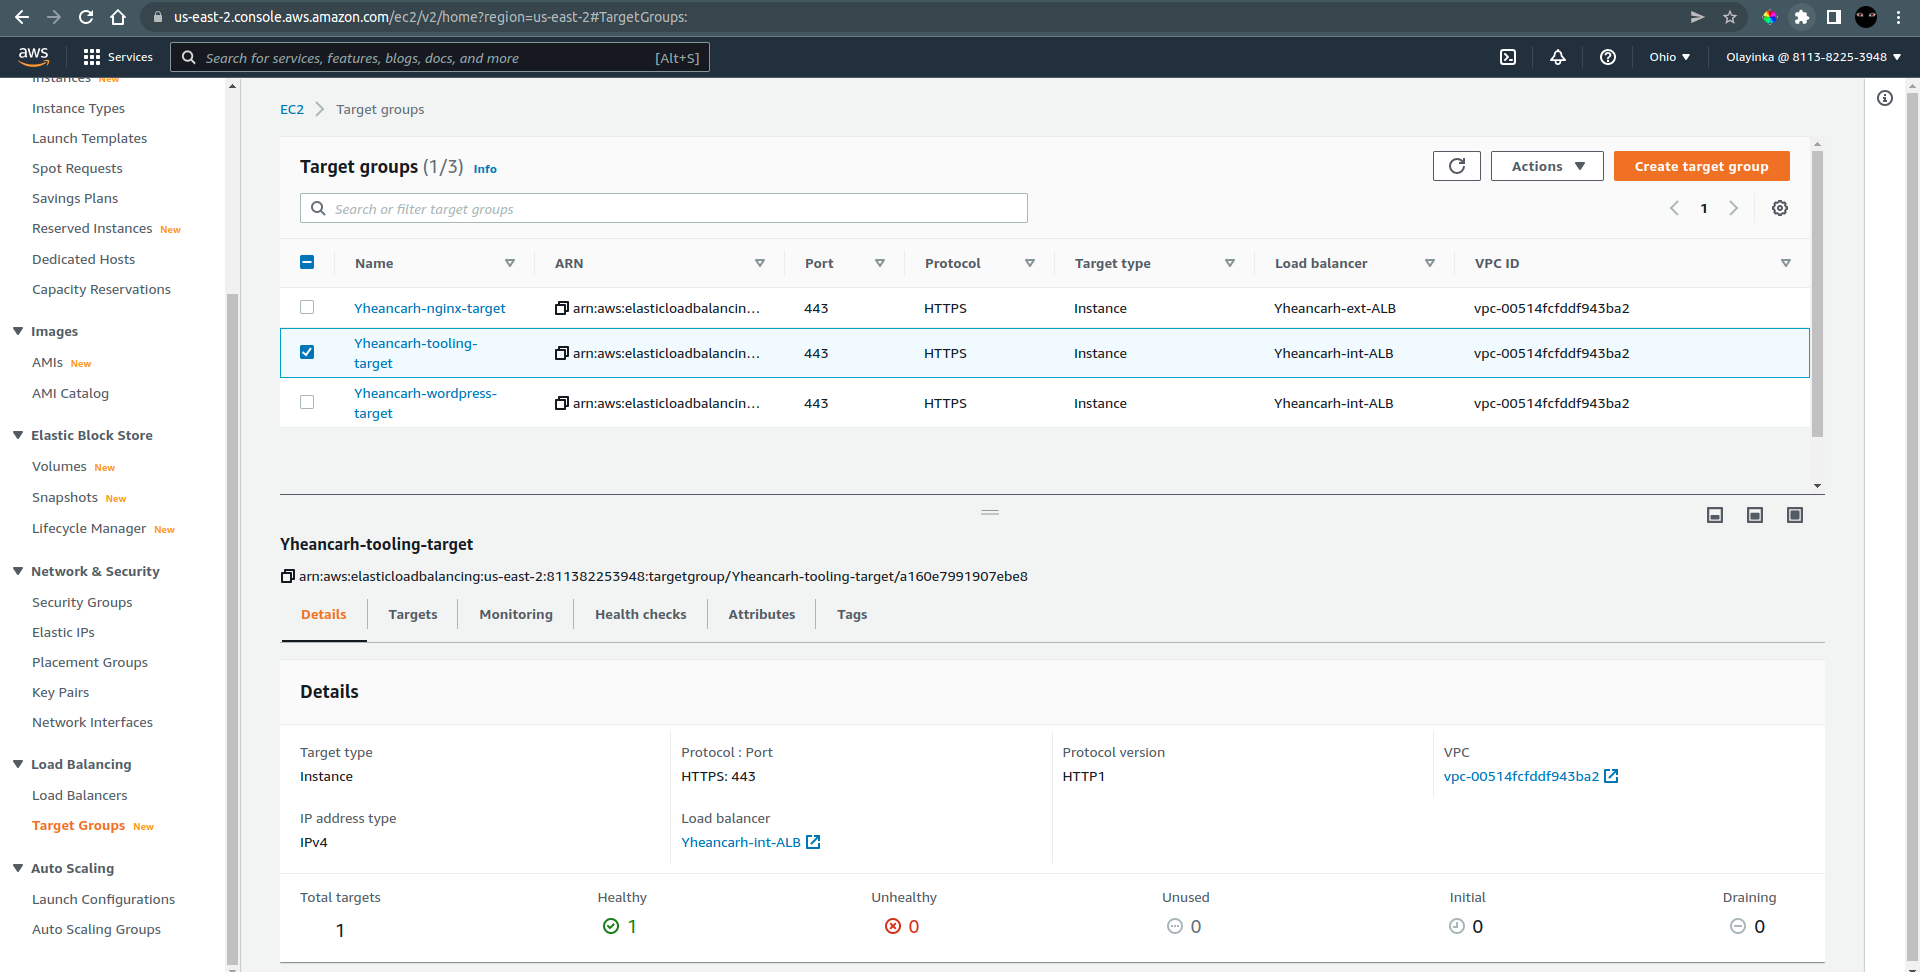 us-east-2.console.aws.amazon.com/ec2/v2/home?region=us-east-2#TargetGroups:
aws Services Search for services, features, blogs, docs, and more [Alt+S] Ohio Olayinka @ 8113-8225-3948
Instances New
Instance Types
Launch Templates
Spot Requests
Savings Plans
Reserved Instances New
Dedicated Hosts
Capacity Reservations
Images
AMIs New
AMI Catalog
Elastic Block Store
Volumes New
Snapshots New
Lifecycle Manager New
Network & Security
Security Groups
Elastic IPs
Placement Groups
Key Pairs
Network Interfaces
Load Balancing
Load Balancers
Target Groups New
Auto Scaling
Launch Configurations
Auto Scaling Groups
EC2 Target groups
Target groups (1/3) Info Actions Create target group
Search or filter target groups 1
Name ARN Port Protocol Target type Load balancer VPC ID
Yheancarh-nginx-target arn:aws:elasticloadbalancin... 443 HTTPS Instance Yheancarh-ext-ALB vpc-00514fcfddf943ba2
Yheancarh-tooling-
target arn:aws:elasticloadbalancin... 443 HTTPS Instance Yheancarh-int-ALB vpc-00514fcfddf943ba2
Yheancarh-wordpress-
target arn:aws:elasticloadbalancin... 443 HTTPS Instance Yheancarh-int-ALB vpc-00514fcfddf943ba2
Yheancarh-tooling-target
arn:aws:elasticloadbalancing:us-east-2:811382253948:targetgroup/Yheancarh-tooling-target/a160e7991907ebe8
Details Targets Monitoring Health checks Attributes Tags
Details
Target type Protocol : Port Protocol version VPC
Instance HTTPS: 443 HTTP1 vpc-00514fcfddf943ba2
IP address type Load balancer
IPv4 Yheancarh-int-ALB
Total targets Healthy Unhealthy Unused Initial Draining
1 1 0 0 0 0